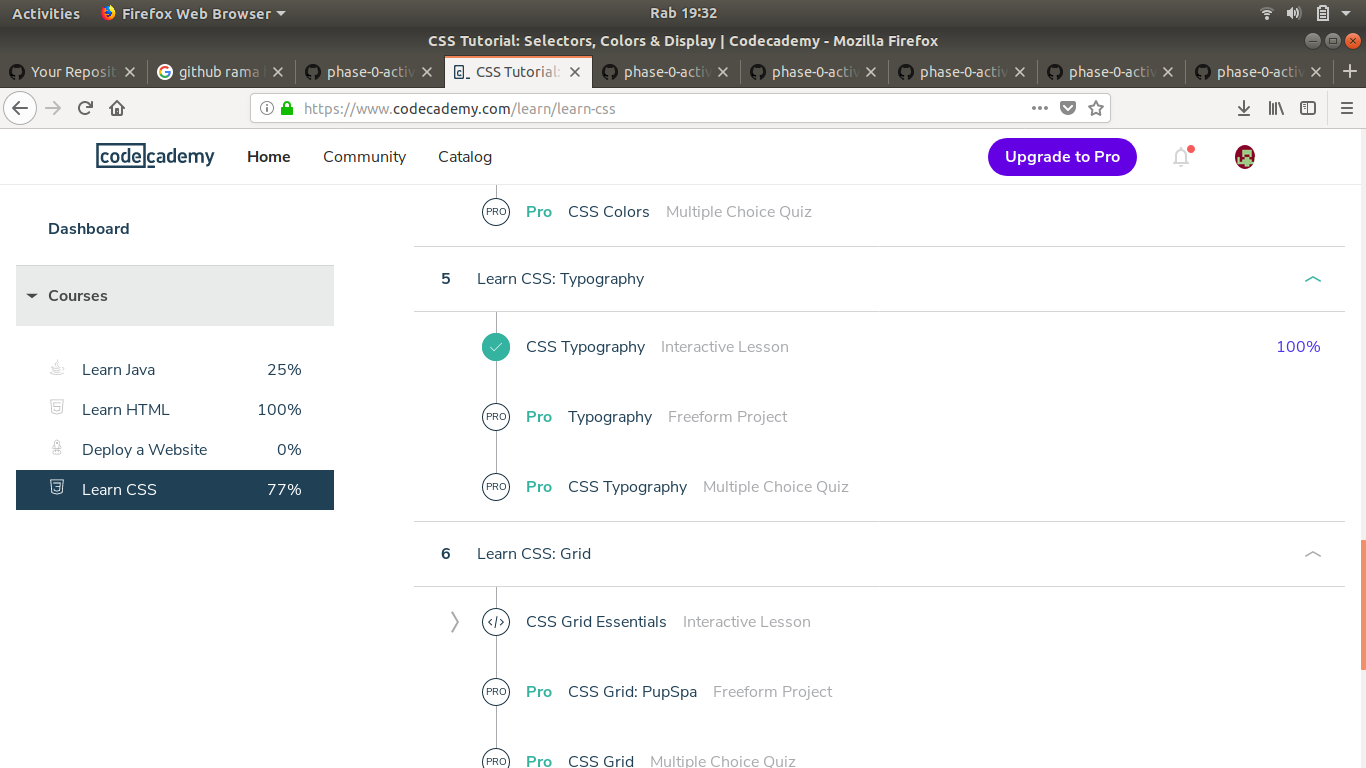 Activities Firefox Web Browser Rab 19:32
CSS Tutorial: Selectors, Colors & Display | Codecademy - Mozilla Firefox
Your Reposit github rama phase-0-activ CSS Tutorial: phase-0-activ phase-0-activ phase-0-activ phase-0-activ phase-0-activ
https://www.codecademy.com/learn/learn-css
codecademy Home Community Catalog Upgrade to Pro
Dashboard
Courses
Learn Java 25%
Learn HTML 100%
Deploy a Website 0%
Learn CSS 77%
PRO Pro CSS Colors Multiple Choice Quiz
5 Learn CSS: Typography
CSS Typography Interactive Lesson 100%
PRO Pro Typography Freeform Project
PRO Pro CSS Typography Multiple Choice Quiz
6 Learn CSS: Grid
</> CSS Grid Essentials Interactive Lesson
PRO Pro CSS Grid: PupSpa Freeform Project
PRO Pro CSS Grid Multiple Choice Quiz